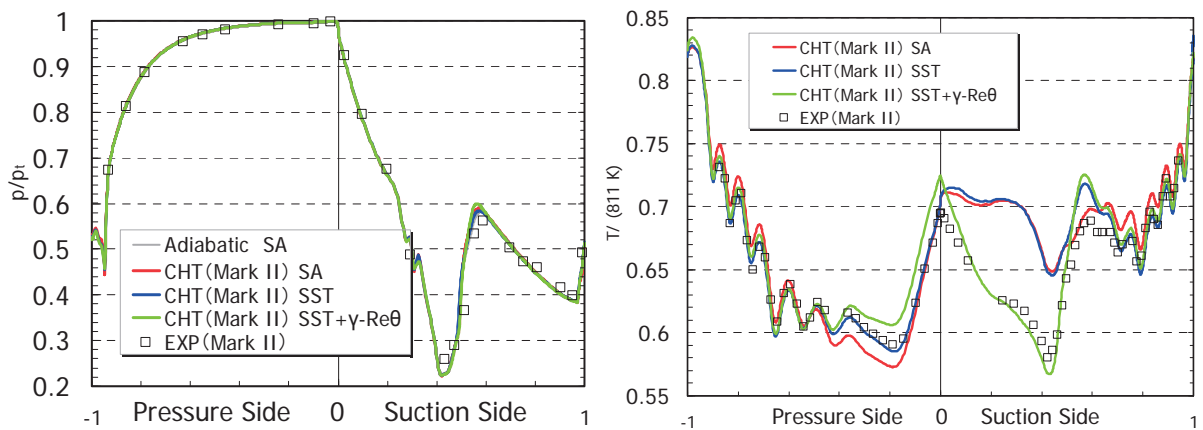 1
0.9
0.8
0.7
0.6
0.5
0.4
0.3
0.2
p/pt
Adiabatic SA
CHT(Mark II) SA
CHT(Mark II) SST
CHT(Mark II) SST+γ-Reθ
EXP(Mark II)
-1 Pressure Side 0 Suction Side 1
0.85
0.8
0.75
0.7
0.65
0.6
0.55
T/ (811 K)
CHT(Mark II) SA
CHT(Mark II) SST
CHT(Mark II) SST+γ-Reθ
EXP(Mark II)
-1 Pressure Side 0 Suction Side 1